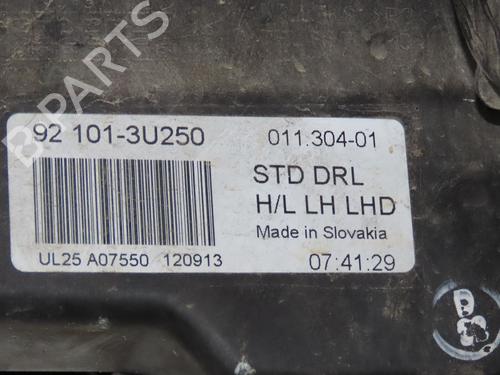 B-PARTS
92 101-3U250
011.304-01
STD DRL
H/L LH LHD
Made in Slovakia
UL25 A07550 120913
07:41:29